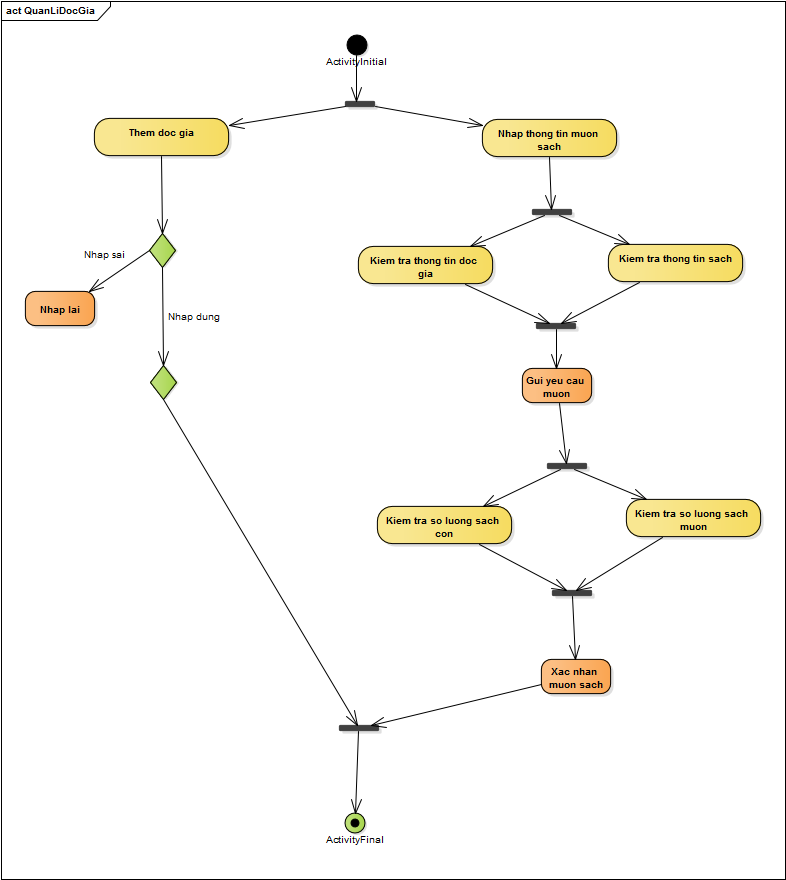 act QuanLiDocGia
ActivityInitial
Them doc gia
Nhap thong tin muon
sach
Nhap sai
Kiem tra thong tin doc
gia
Kiem tra thong tin sach
Nhap lai
Nhap dung
Gui yeu cau
muon
Kiem tra so luong sach
con
Kiem tra so luong sach
muon
Xac nhan
muon sach
ActivityFinal